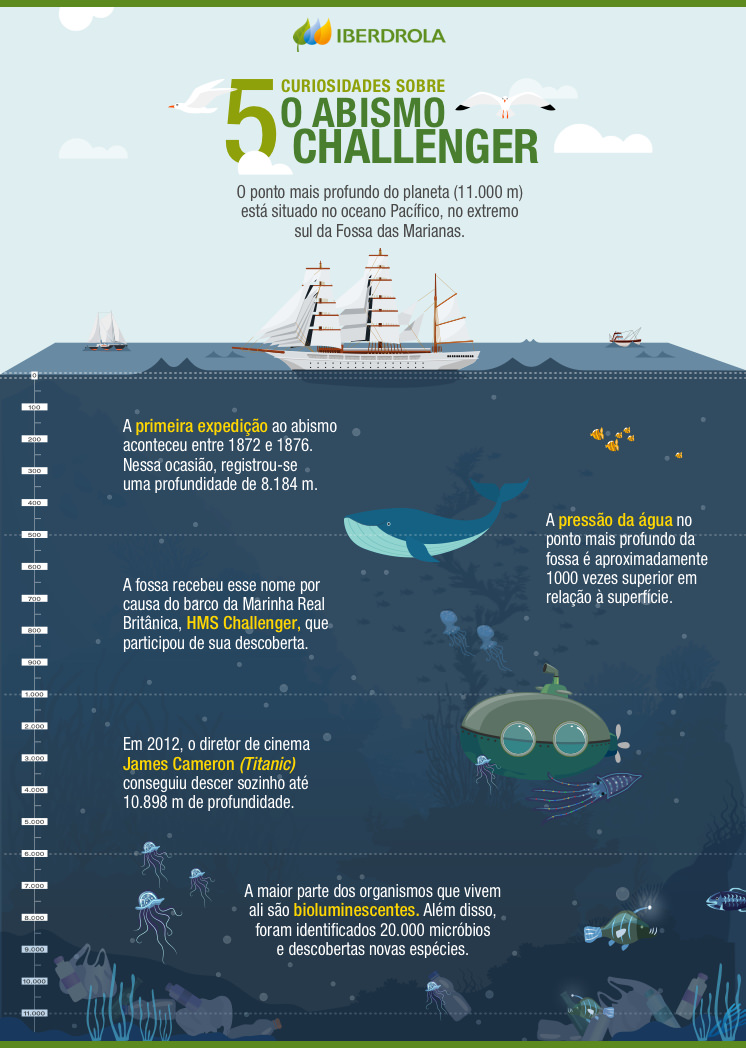 IBERDROLA
5
CURIOSIDADES SOBRE
O ABISMO
CHALLENGER
O ponto mais profundo do planeta (11.000 m)
está situado no oceano Pacífico, no extremo
sul da Fossa das Marianas.
0
100
200
300
400
500
600
700
800
900
1.000
2.000
3.000
4.000
5.000
6.000
7.000
8.000
9.000
10.000
11.000
A primeira expedição ao abismo
aconteceu entre 1872 e 1876.
Nessa ocasião, registrou-se
uma profundidade de 8.184 m.
A pressão da água no
ponto mais profundo da
fossa é aproximadamente
1000 vezes superior em
relação à superfície.
A fossa recebeu esse nome por
causa do barco da Marinha Real
Britânica, HMS Challenger, que
participou de sua descoberta.
Em 2012, o diretor de cinema
James Cameron (Titanic)
conseguiu descer sozinho até
10.898 m de profundidade.
A maior parte dos organismos que vivem
ali são bioluminescentes. Além disso,
foram identificados 20.000 micróbios
e descobertas novas espécies.